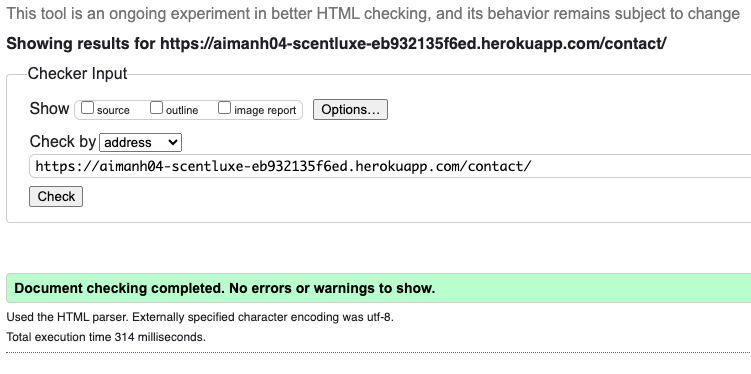 This tool is an ongoing experiment in better HTML checking, and its behavior remains subject to change
Showing results for https://aimanh04-scentluxe-eb932135f6ed.herokuapp.com/contact/
Checker Input
Show source outline image report Options...
Check by address
https://aimanh04-scentluxe-eb932135f6ed.herokuapp.com/contact/
Check
Document checking completed. No errors or warnings to show.
Used the HTML parser. Externally specified character encoding was utf-8.
Total execution time 314 milliseconds.